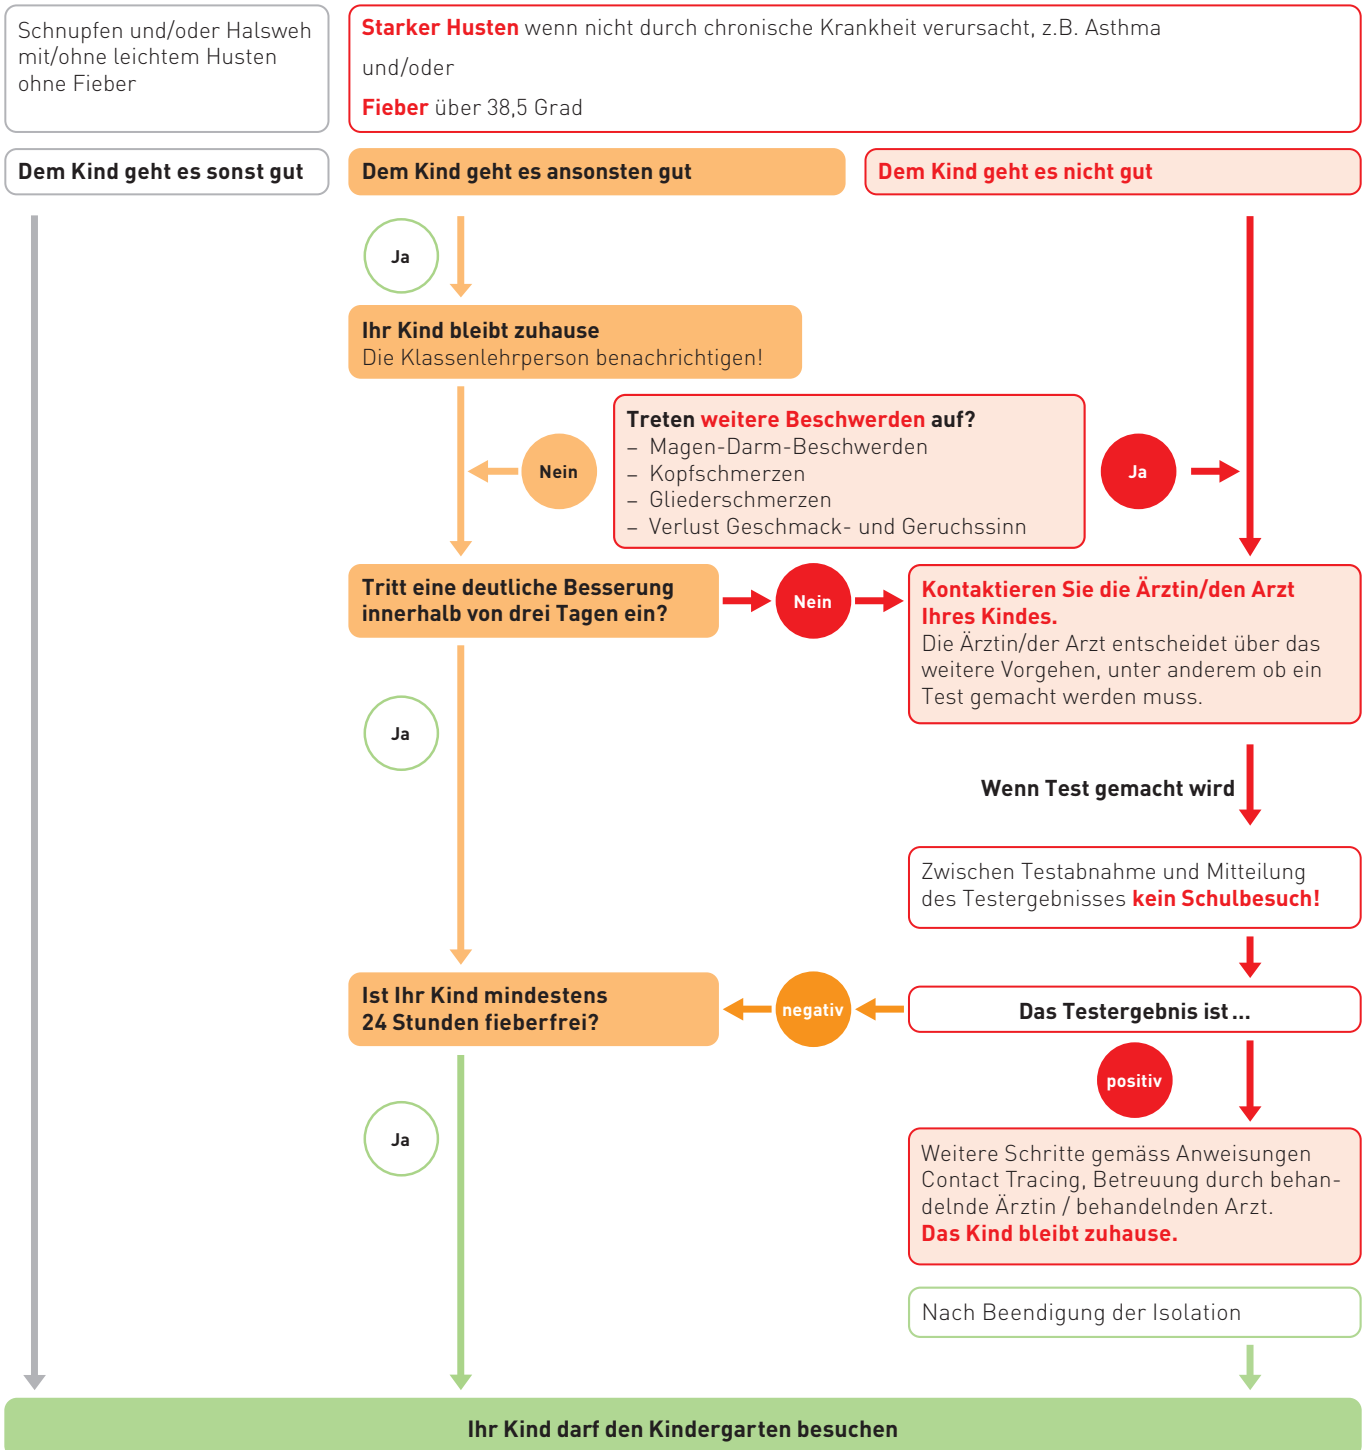 Schnupfen und/oder Halsweh
mit/ohne leichtem Husten
ohne Fieber
Starker Husten wenn nicht durch chronische Krankheit verursacht, z.B. Asthma
und/oder
Fieber über 38,5 Grad
Dem Kind geht es sonst gut
Dem Kind geht es ansonsten gut
Dem Kind geht es nicht gut
Ja
Ihr Kind bleibt zuhause
Die Klassenlehrperson benachrichtigen!
Treten weitere Beschwerden auf?
– Magen-Darm-Beschwerden
– Kopfschmerzen
– Gliederschmerzen
– Verlust Geschmack- und Geruchssinn
Nein
Ja
Tritt eine deutliche Besserung
innerhalb von drei Tagen ein?
Nein
Kontaktieren Sie die Ärztin/den Arzt
Ihres Kindes.
Die Ärztin/der Arzt entscheidet über das
weitere Vorgehen, unter anderem ob ein
Test gemacht werden muss.
Ja
Wenn Test gemacht wird
Zwischen Testabnahme und Mitteilung
des Testergebnisses kein Schulbesuch!
Ist Ihr Kind mindestens
24 Stunden fieberfrei?
negativ
Das Testergebnis ist ...
positiv
Ja
Weitere Schritte gemäss Anweisungen
Contact Tracing, Betreuung durch behan-
delnde Ärztin / behandelnden Arzt.
Das Kind bleibt zuhause.
Nach Beendigung der Isolation
Ihr Kind darf den Kindergarten besuchen